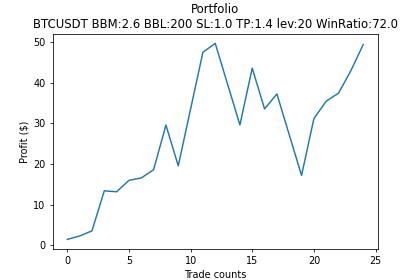 Portfolio
BTCUSDT BBM:2.6 BBL:200 SL:1.0 TP:1.4 lev:20 WinRatio:72.0
50
40
30
20
10
0
Profit ($)
0 5 10 15 20 25
Trade counts